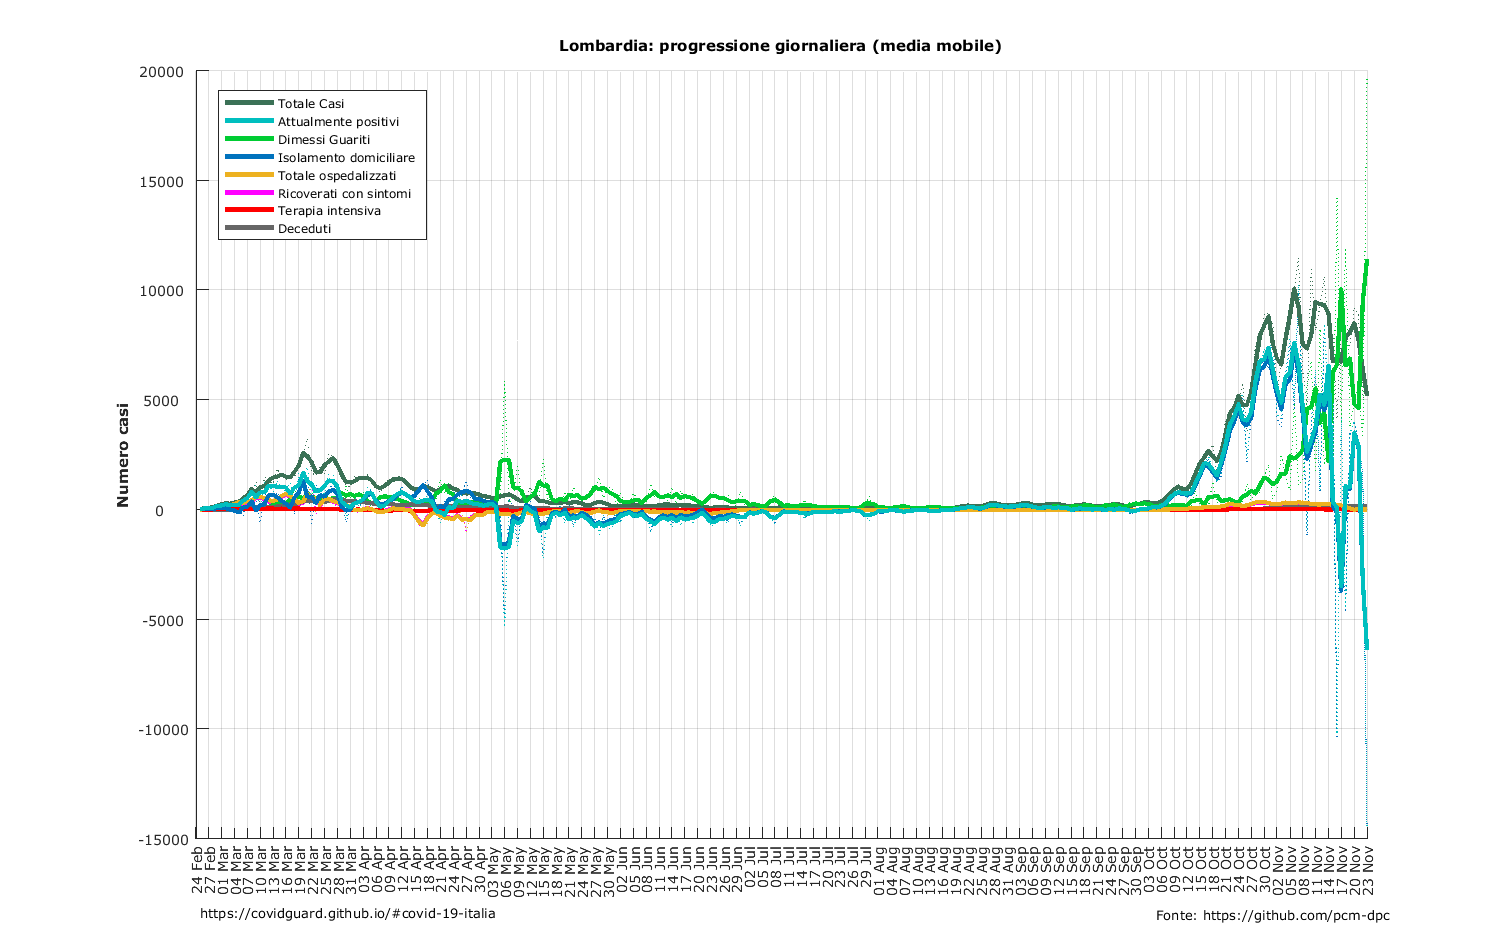 Lombardia: progressione giornaliera (media mobile)
20000
15000
10000
5000
0
-5000
-10000
-15000
Numero casi
Totale Casi
Attualmente positivi
Dimessi Guariti
Isolamento domiciliare
Totale ospedalizzati
Ricoverati con sintomi
Terapia intensiva
Deceduti
24 Feb
27 Feb
01 Mar
04 Mar
07 Mar
10 Mar
13 Mar
16 Mar
19 Mar
22 Mar
25 Mar
28 Mar
31 Mar
03 Apr
06 Apr
09 Apr
12 Apr
15 Apr
18 Apr
21 Apr
24 Apr
27 Apr
30 Apr
03 May
06 May
09 May
12 May
15 May
18 May
21 May
24 May
27 May
30 May
02 Jun
05 Jun
08 Jun
11 Jun
14 Jun
17 Jun
20 Jun
23 Jun
26 Jun
29 Jun
02 Jul
05 Jul
08 Jul
11 Jul
14 Jul
17 Jul
20 Jul
23 Jul
26 Jul
29 Jul
01 Aug
04 Aug
07 Aug
10 Aug
13 Aug
16 Aug
19 Aug
22 Aug
25 Aug
28 Aug
31 Aug
03 Sep
06 Sep
09 Sep
12 Sep
15 Sep
18 Sep
21 Sep
24 Sep
27 Sep
30 Sep
03 Oct
06 Oct
09 Oct
12 Oct
15 Oct
18 Oct
21 Oct
24 Oct
27 Oct
30 Oct
02 Nov
05 Nov
08 Nov
11 Nov
14 Nov
17 Nov
20 Nov
23 Nov
https://covidguard.github.io/#covid-19-italia
Fonte: https://github.com/pcm-dpc